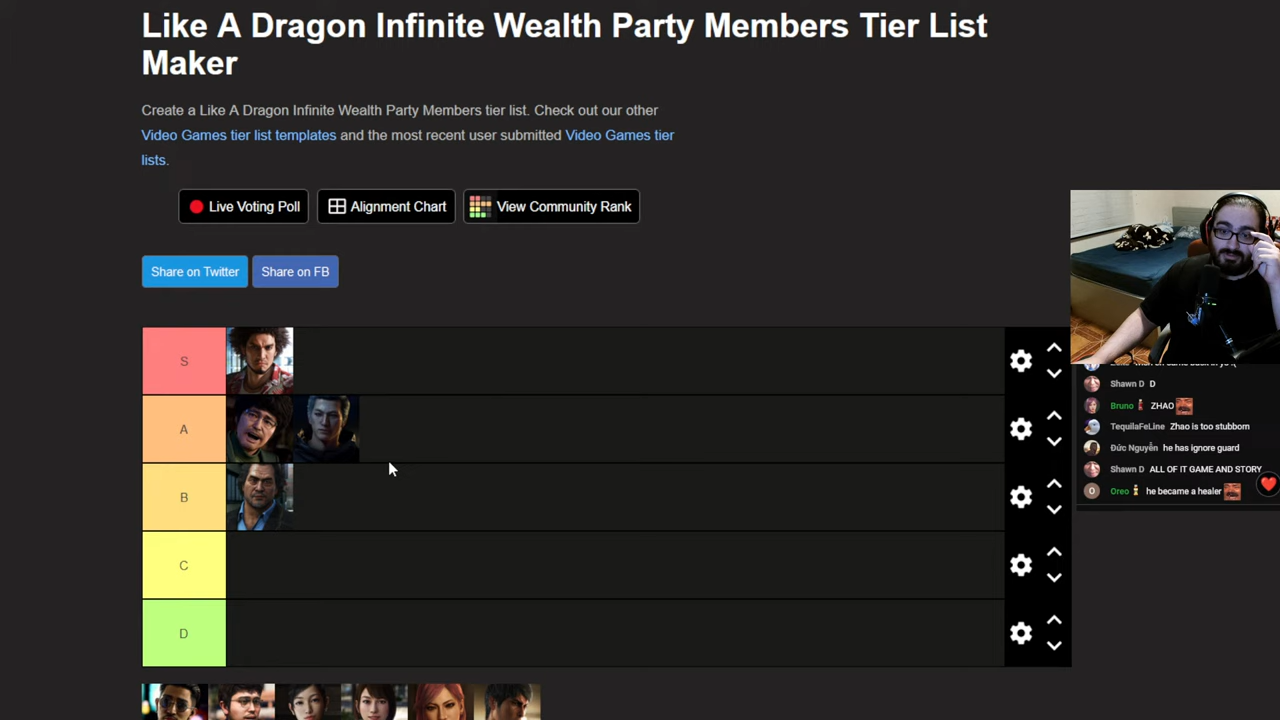 Like A Dragon Infinite Wealth Party Members Tier List
Maker
Create a Like A Dragon Infinite Wealth Party Members tier list. Check out our other
Video Games tier list templates and the most recent user submitted Video Games tier
lists.
Live Voting Poll
Alignment Chart
View Community Rank
Share on Twitter
Share on FB
S
A
B
C
D
Shawn D D
Bruno ZHAO
TequilaFeLine Zhao is too stubborn
Đức Nguyễn he has ignore guard
Shawn D ALL OF IT GAME AND STORY
O
Oreo he became a healer